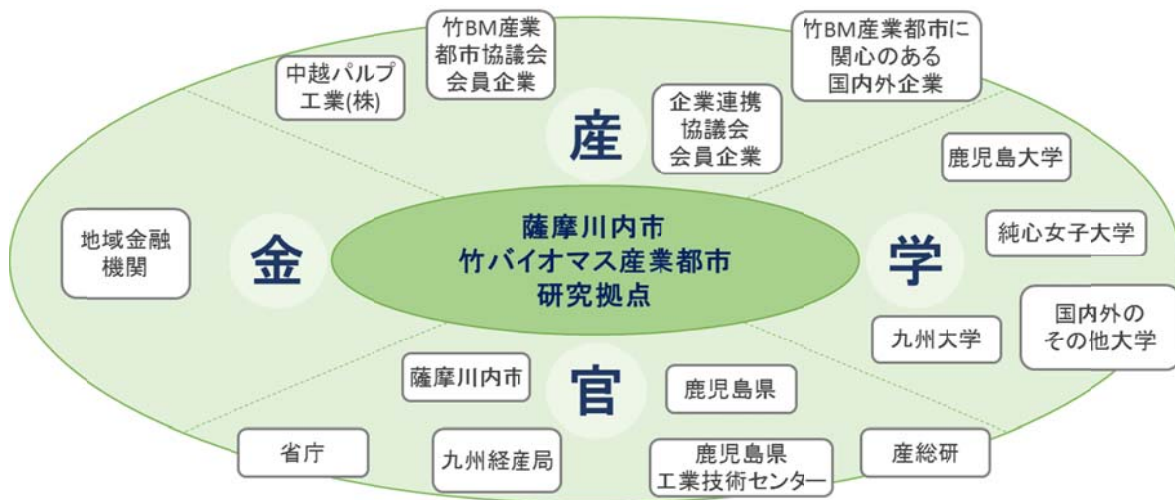 竹BM産業
都市協議会
会員企業
竹BM産業都市に
関心のある
国内外企業
中越パルプ
工業(株)
産
企業連携
協議会
会員企業
鹿児島大学
地域金融
機関
金
薩摩川内市
竹バイオマス産業都市
研究拠点
学
純心女子大学
九州大学
国内外の
その他大学
薩摩川内市
官
鹿児島県
省庁
九州経産局
鹿児島県
工業技術センター
産総研